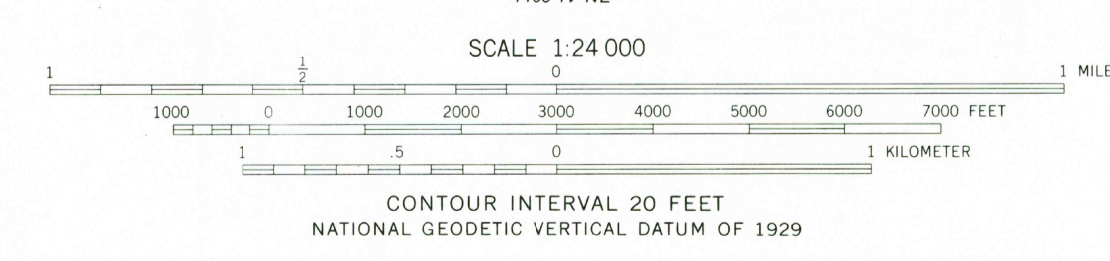 SCALE 1:24 000
1 1/2 0 1 MILE
1000 0 1000 2000 3000 4000 5000 6000 7000 FEET
1 .5 0 1 KILOMETER
CONTOUR INTERVAL 20 FEET
NATIONAL GEODETIC VERTICAL DATUM OF 1929